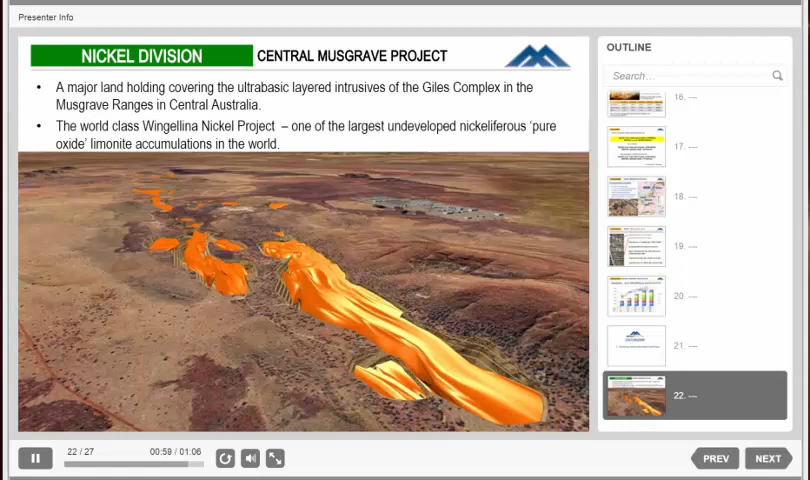 Presenter Info
NICKEL DIVISION
CENTRAL MUSGRAVE PROJECT
• A major land holding covering the ultrabasic layered intrusives of the Giles Complex in the
Musgrave Ranges in Central Australia.
• The world class Wingellina Nickel Project – one of the largest undeveloped nickeliferous ‘pure
oxide’ limonite accumulations in the world.
OUTLINE
Search...
16. ---
17. ---
18. ---
19. ---
20. ---
21. ---
22. ---
22 / 27
00:59 / 01:06
PREV
NEXT